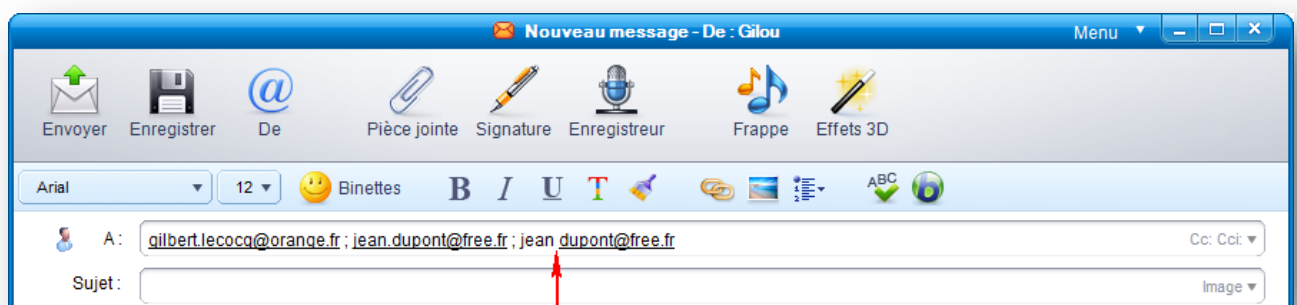 Nouveau message - De : Gilou
Menu
Envoyer Enregistrer De Pièce jointe Signature Enregistreur Frappe Effets 3D
Arial 12 Binettes B I U T ABC b
A : gilbert.lecocq@orange.fr ; jean.dupont@free.fr ; jean dupont@free.fr Cc: Cci:
Sujet : Image